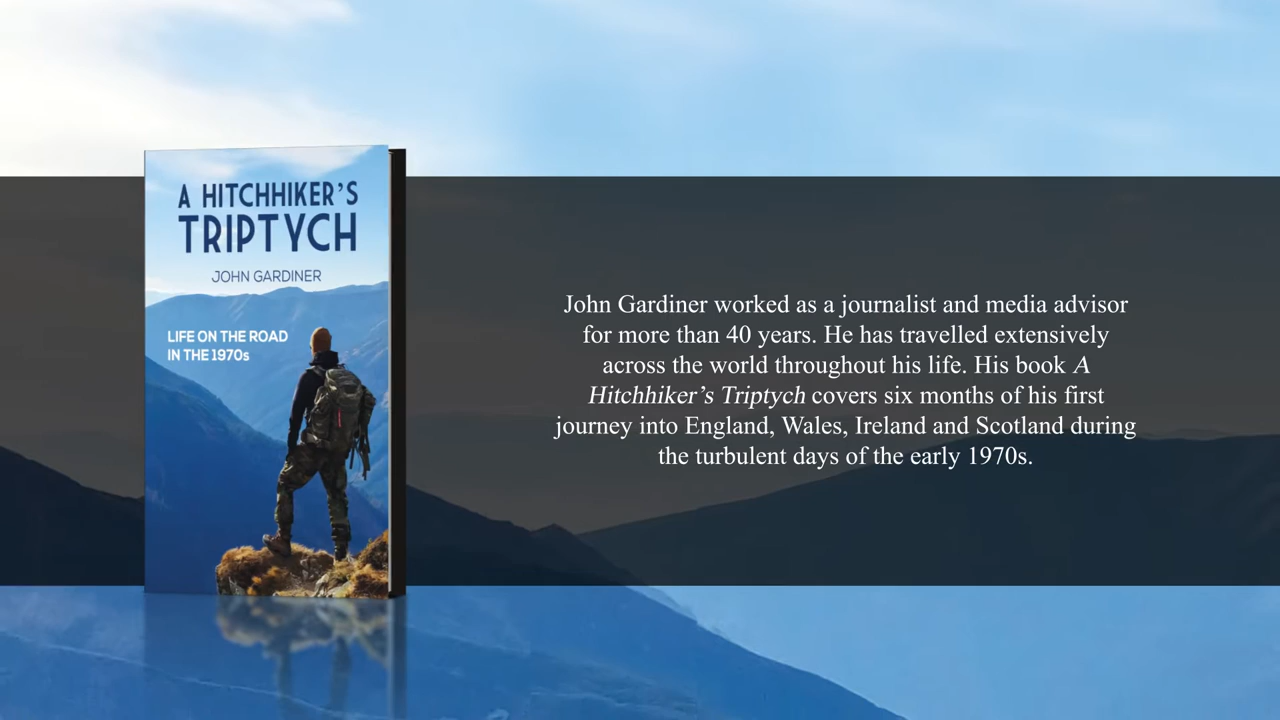 A HITCHHIKER'S
TRIPTYCH
JOHN GARDINER
LIFE ON THE ROAD
IN THE 1970s
John Gardiner worked as a journalist and media advisor
for more than 40 years. He has travelled extensively
across the world throughout his life. His book A
Hitchhiker’s Triptych covers six months of his first
journey into England, Wales, Ireland and Scotland during
the turbulent days of the early 1970s.